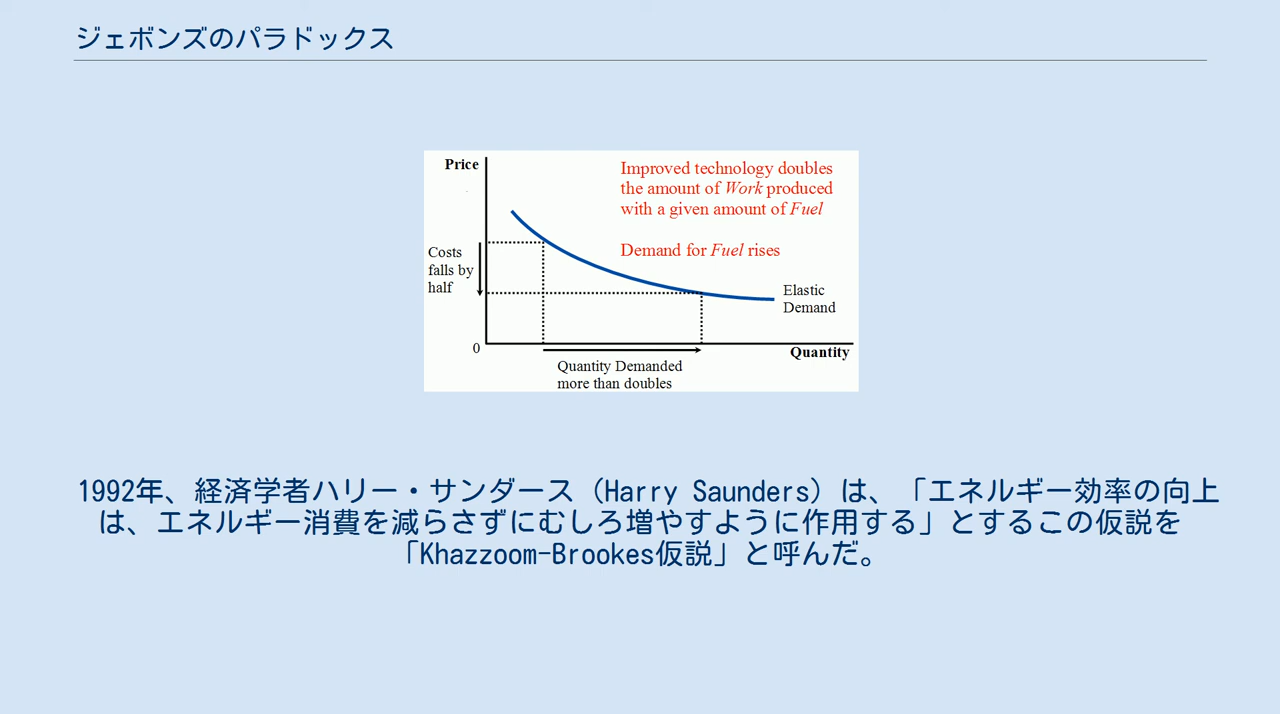 ジェボンズのパラドックス
Price
Improved technology doubles
the amount of Work produced
with a given amount of Fuel
Demand for Fuel rises
Costs
falls by
half
Elastic
Demand
0
Quantity
Quantity Demanded
more than doubles
1992年、経済学者ハリー・サンダース（Harry Saunders）は、「エネルギー効率の向上
は、エネルギー消費を減らさずにむしろ増やすように作用する」とするこの仮説を
「Khazzoom-Brookes仮説」と呼んだ。